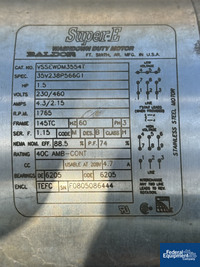 Super-E
WASHDOWN DUTY MOTOR
BALDOR FT. SMITH, AR., MFG. IN U.S.A.
CAT.NO. VSSEWDM3554T
SPEC. 35V238P566G1
HP 1.5
VOLTS 230/460
AMPS 4.3/2.15
R.P.M. 1765
FRAME 145TC HZ 60 PH 3
SER.F. 1.15 CODE M DES B CLASS H
NEMA NOM. EFF. 88.5 % P.F. 74 %
RATING 40C AMB-CONT
CC USABLE AT 208V 4.7 A
BEARINGS DE 6205 ODE 6205
ENCL TEFC SN F0805086444
STAINLESS STEEL MOTOR
Federal Equipment Company